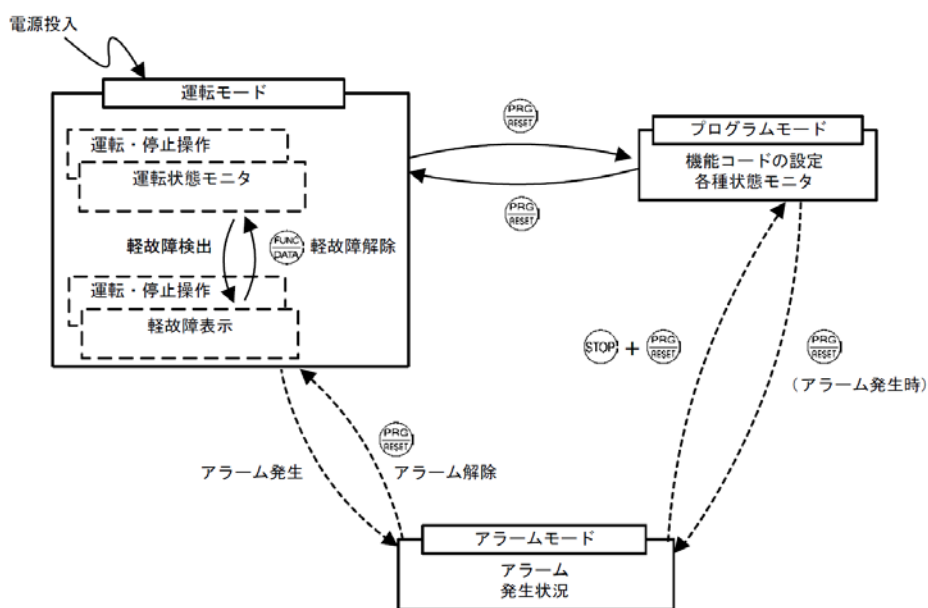 電源投入
運転モード
運転・停止操作
運転状態モニタ
軽故障検出
FUNC
DATA
軽故障解除
運転・停止操作
軽故障表示
PRG
RESET
PRG
RESET
プログラムモード
機能コードの設定
各種状態モニタ
STOP + PRG
RESET
PRG
RESET
(アラーム発生時)
アラーム発生
PRG
RESET
アラーム解除
アラームモード
アラーム
発生状況